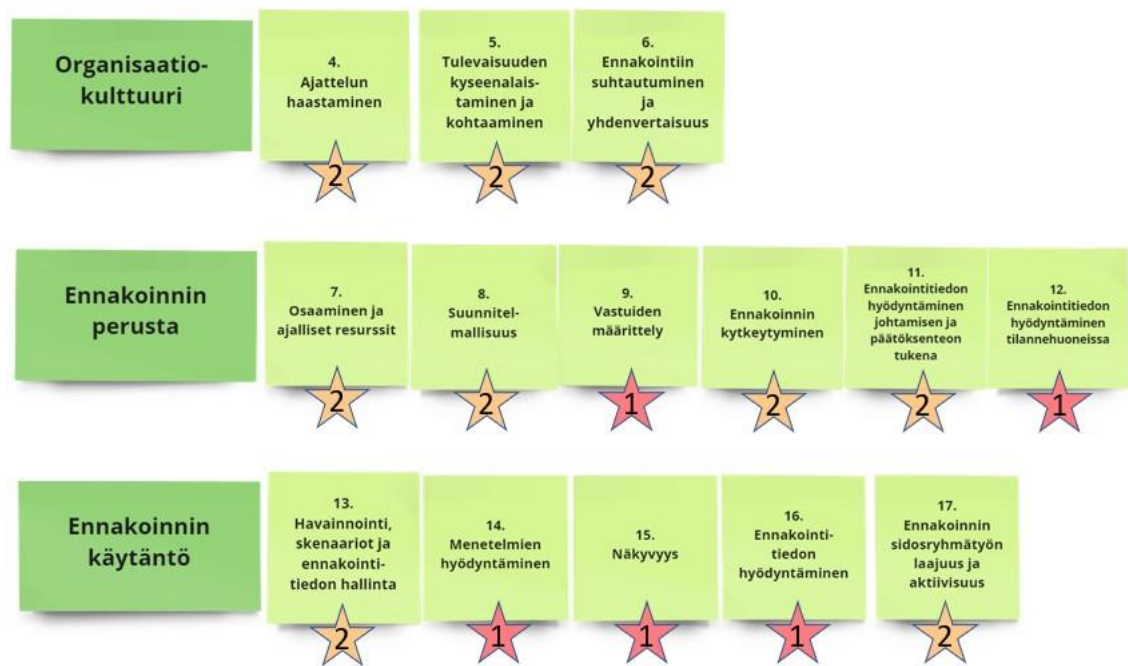 Organisaatio-
kulttuuri
4.
Ajattelun
haastaminen
2
5.
Tulevaisuuden
kyseenalais-
taminen ja
kohtaaminen
2
6.
Ennakointiin
suhtautuminen
ja
yhdenvertaisuus
2
Ennakoinnin
perusta
7.
Osaaminen ja
ajalliset resurssit
2
8.
Suunnitel-
mallisuus
2
9.
Vastuiden
määrittely
1
10.
Ennakoinnin
kytkeytyminen
2
11.
Ennakointitiedon
hyödyntäminen
johtamisen ja
päätöksenteon
tukena
2
12.
Ennakointitiedon
hyödyntäminen
tilannehuoneissa
1
Ennakoinnin
käytäntö
13.
Havainnointi,
skenaariot ja
ennakointi-
tiedon hallinta
2
14.
Menetelmien
hyödyntäminen
1
15.
Näkyvyys
1
16.
Ennakointi-
tiedon
hyödyntäminen
1
17.
Ennakoinnin
sidosryhmätyön
laajuus ja
aktiivisuus
2